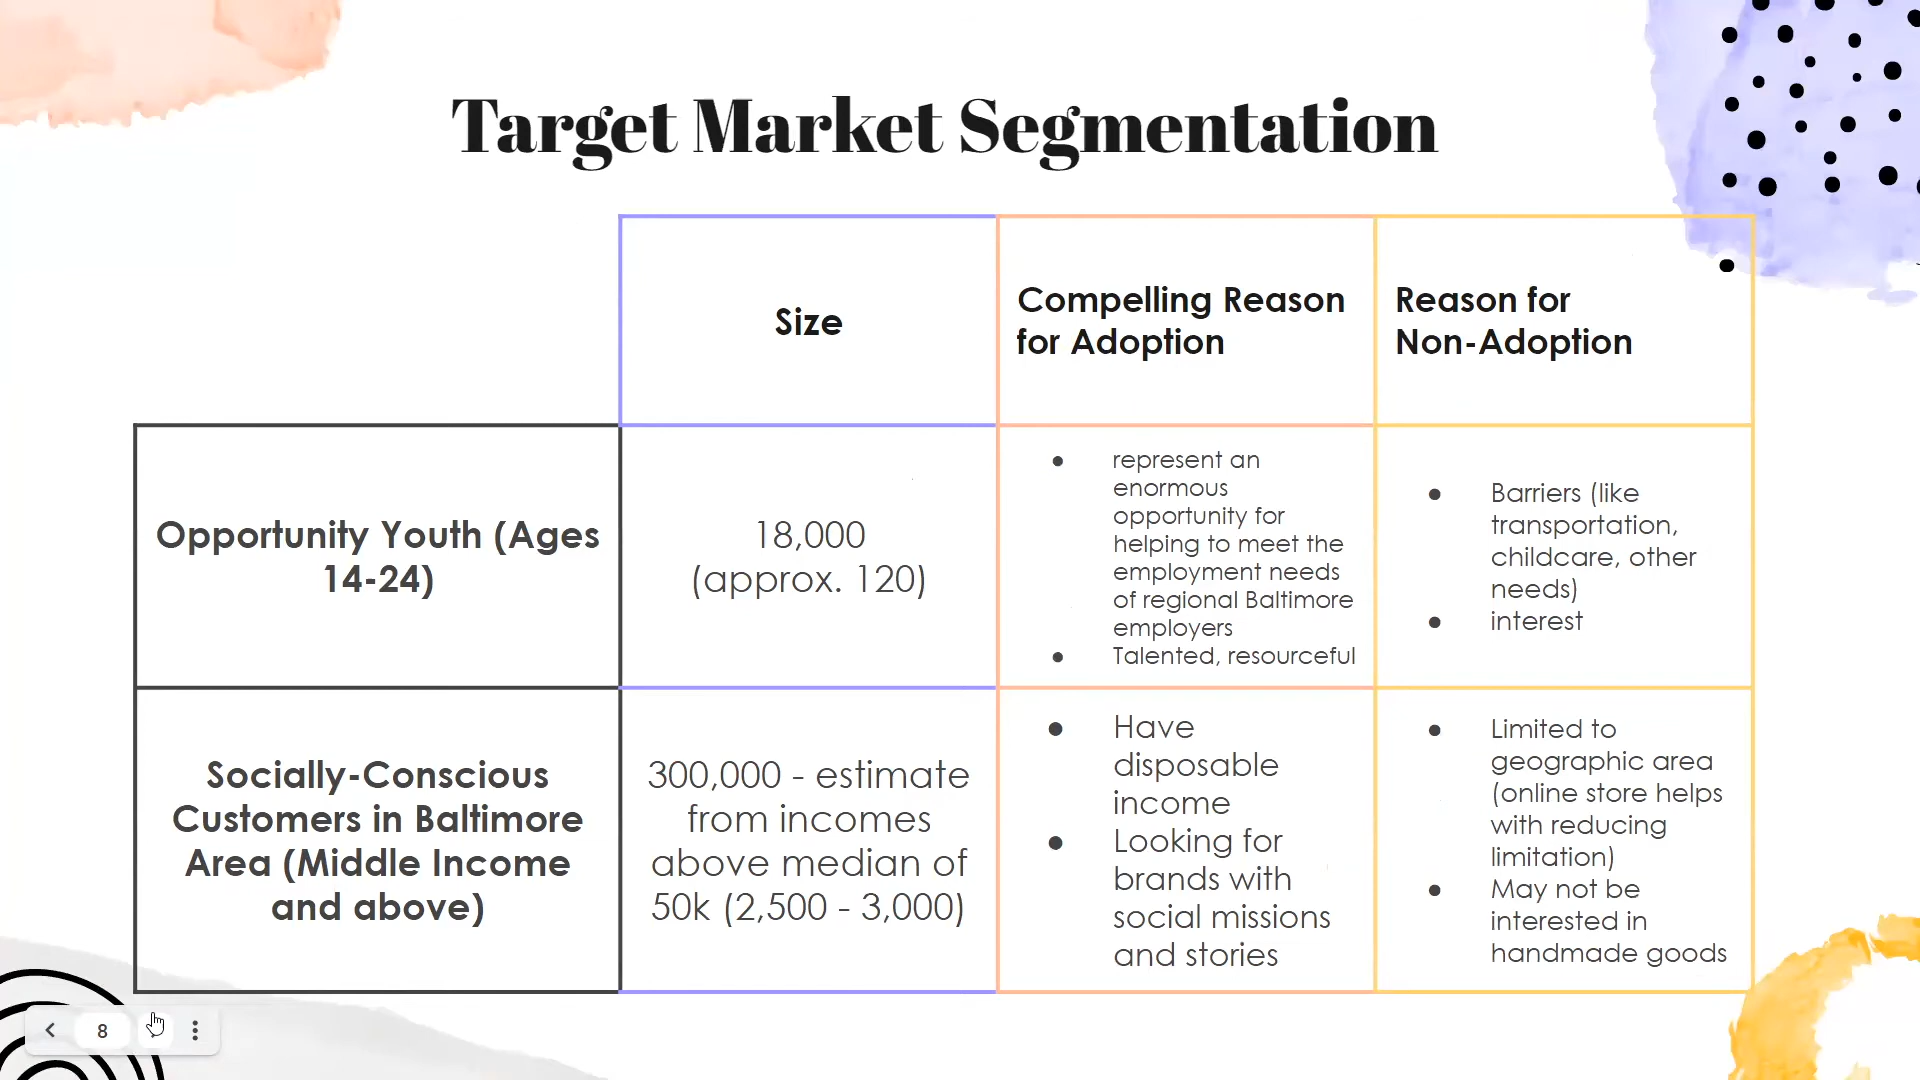 Target Market Segmentation
Size
Compelling Reason
for Adoption
Reason for
Non-Adoption
Opportunity Youth (Ages
14-24)
18,000
(approx. 120)
● represent an
enormous
opportunity for
helping to meet the
employment needs
of regional Baltimore
employers
● Talented, resourceful
● Barriers (like
transportation,
childcare, other
needs)
● interest
Socially-Conscious
Customers in Baltimore
Area (Middle Income
and above)
300,000 - estimate
from incomes
above median of
50k (2,500 - 3,000)
● Have
disposable
income
● Looking for
brands with
social missions
and stories
● Limited to
geographic area
(online store helps
with reducing
limitation)
● May not be
interested in
handmade goods
8